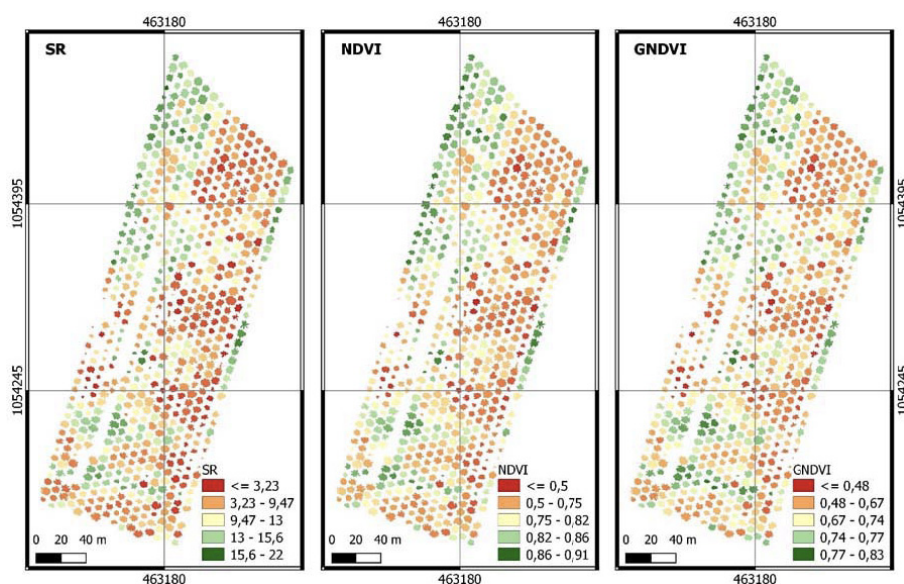 463180
463180
463180
SR
NDVI
GNDVI
1054395
1054395
1054245
1054245
SR
<= 3,23
3,23 - 9,47
9,47 - 13
13 - 15,6
15,6 - 22
NDVI
<= 0,5
0,5 - 0,75
0,75 - 0,82
0,82 - 0,86
0,86 - 0,91
GNDVI
<= 0,48
0,48 - 0,67
0,67 - 0,74
0,74 - 0,77
0,77 - 0,83
0 20 40 m
0 20 40 m
0 20 40 m
463180
463180
463180